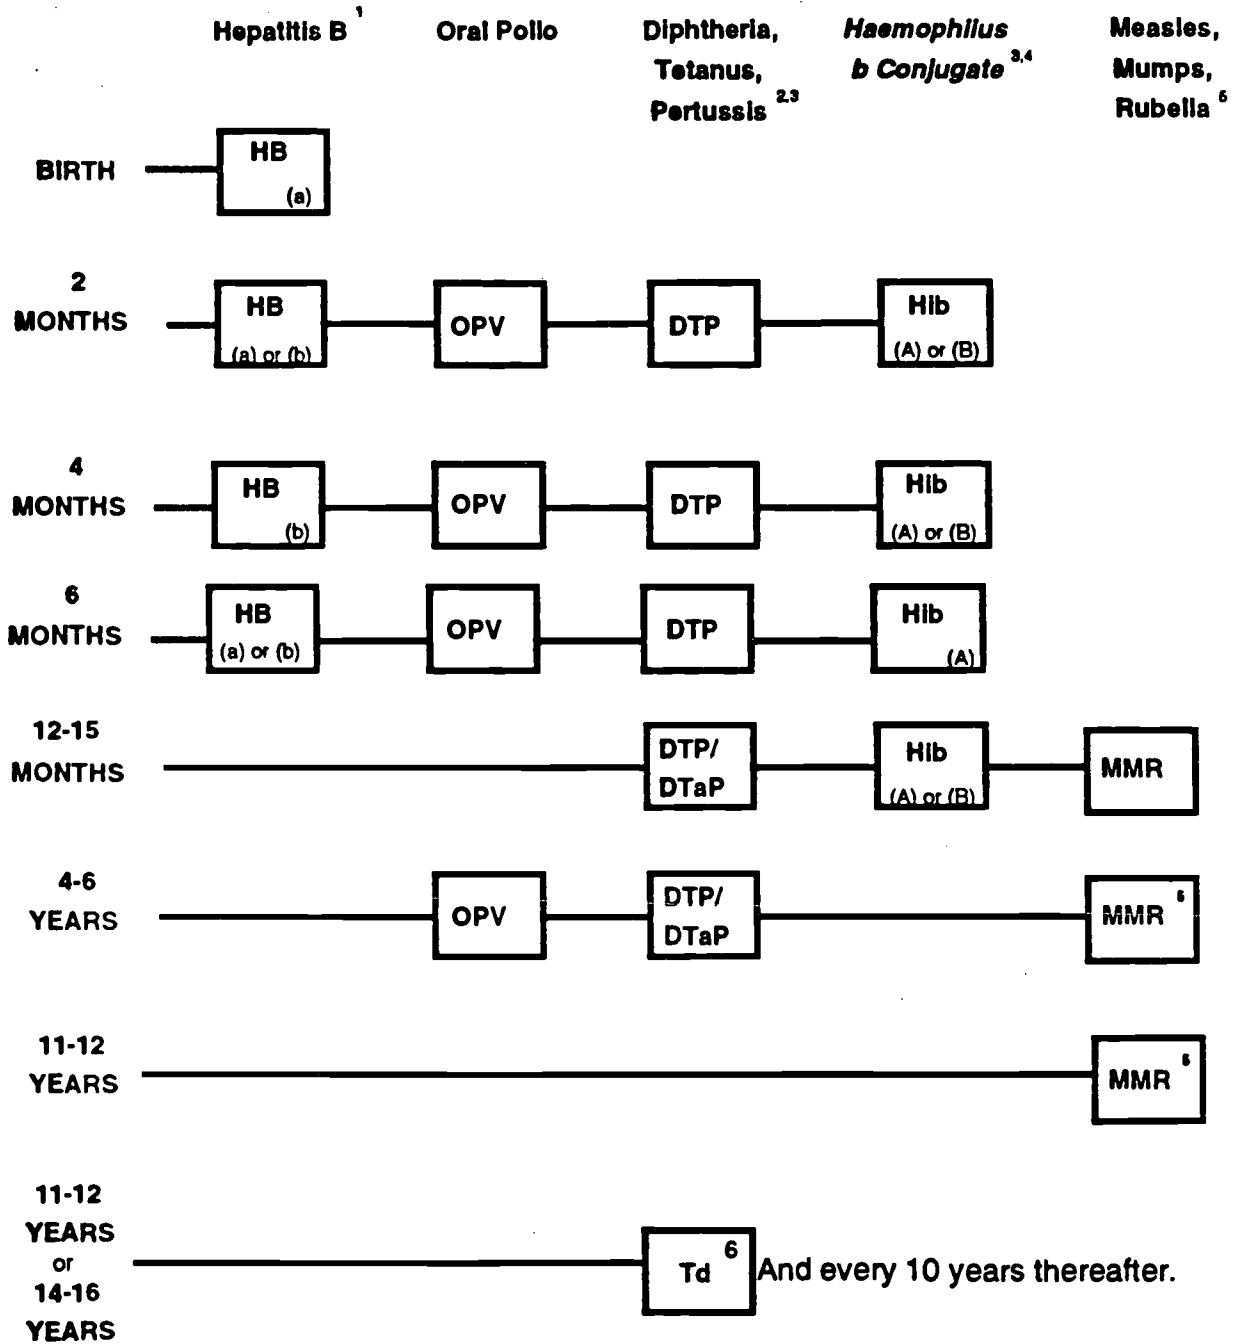 Hepatitis B 1
Oral Polio
Diphtheria,
Tetanus,
Pertussis 2,3
Haemophilus
b Conjugate 3,4
Measles,
Mumps,
Rubella 5
BIRTH
HB
(a)
2
MONTHS
HB
(a) or (b)
OPV
DTP
Hib
(A) or (B)
4
MONTHS
HB
(b)
OPV
DTP
Hib
(A) or (B)
6
MONTHS
HB
(a) or (b)
OPV
DTP
Hib
(A)
12-15
MONTHS
DTP/
DTaP
Hib
(A) or (B)
MMR
4-6
YEARS
OPV
DTP/
DTaP
MMR 5
11-12
YEARS
MMR 5
11-12
YEARS
or
14-16
YEARS
Td 6
And every 10 years thereafter.